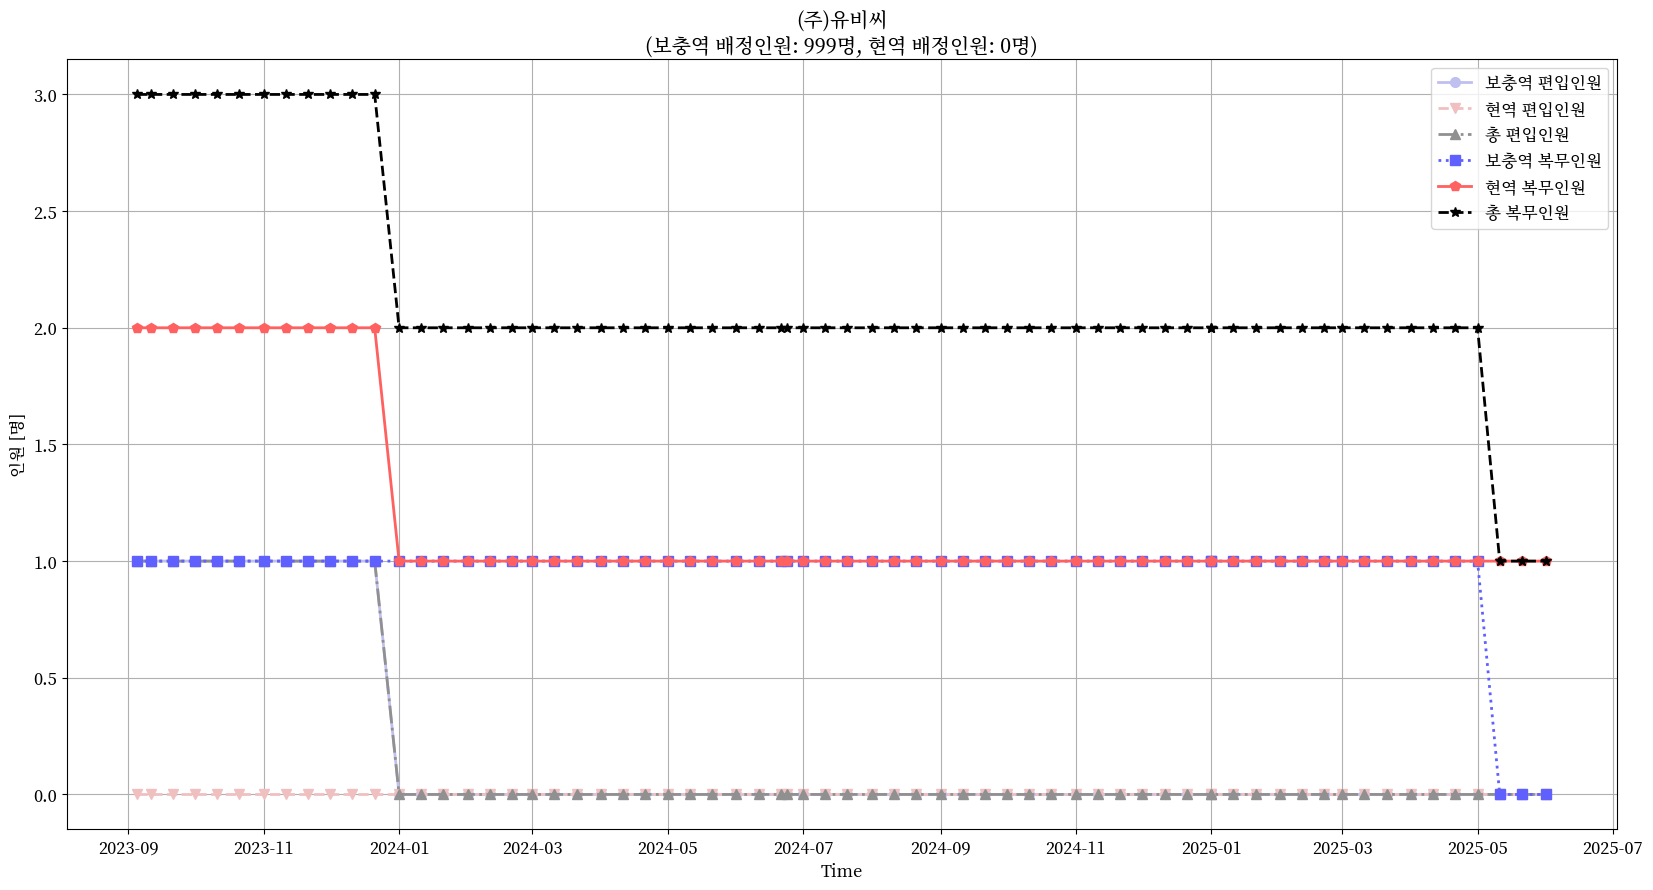 (주)유비씨
(보충역 배정인원: 999명, 현역 배정인원: 0명)
보충역 편입인원
현역 편입인원
총 편입인원
보충역 복무인원
현역 복무인원
총 복무인원
3.0
2.5
2.0
1.5
1.0
0.5
0.0
인원 [명]
2023-09
2023-11
2024-01
2024-03
2024-05
2024-07
2024-09
2024-11
2025-01
2025-03
2025-05
2025-07
Time